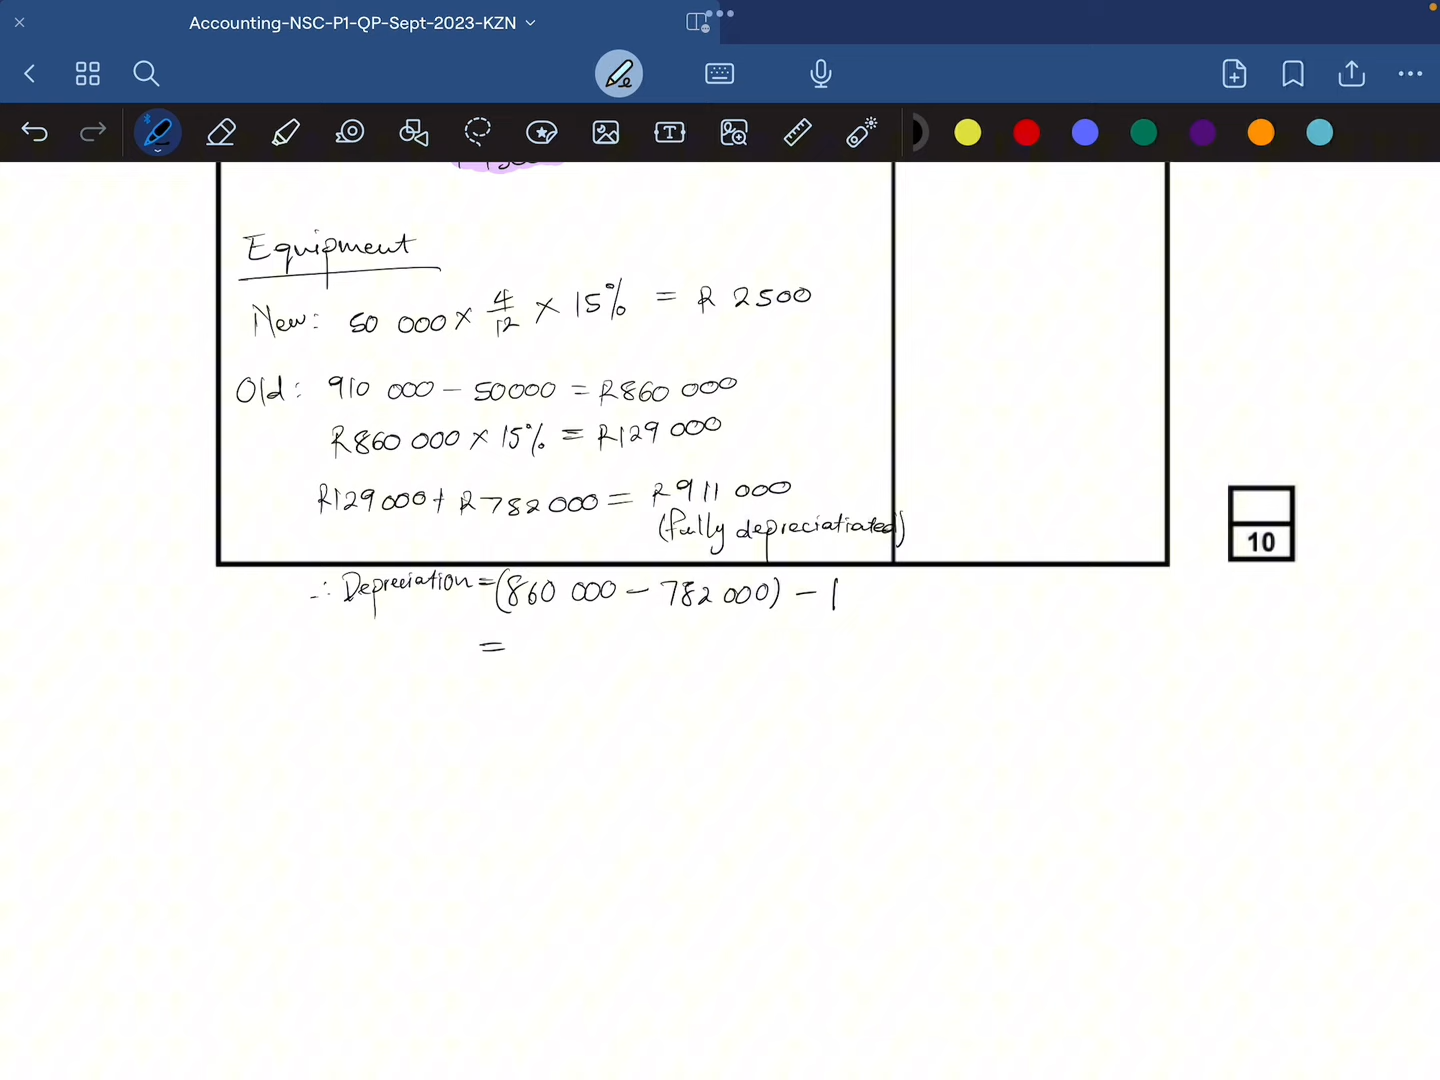 Accounting-NSC-P1-QP-Sept-2023-KZN
Equipment
New: 50 000 × 4/12 × 15% = R 2500
Old: 910 000 – 50000 = R860 000
R860 000 × 15% = R129 000
R129 000 + R782 000 = R911 000
(fully depreciatiated)
10
∴ Depreciation = (860 000 – 782 000) – 1
=